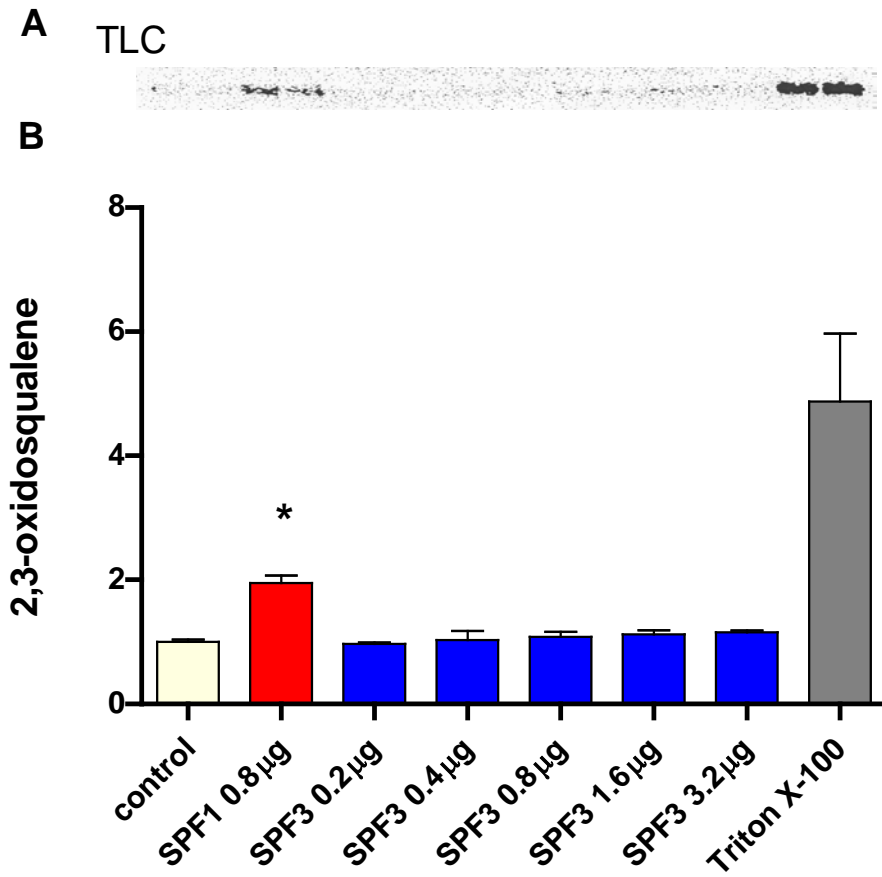 A
TLC
B
8
6
4
2
0
2,3-oxidosqualene
*
control
SPF1 0.8μg
SPF3 0.2μg
SPF3 0.4μg
SPF3 0.8μg
SPF3 1.6μg
SPF3 3.2μg
Triton X-100